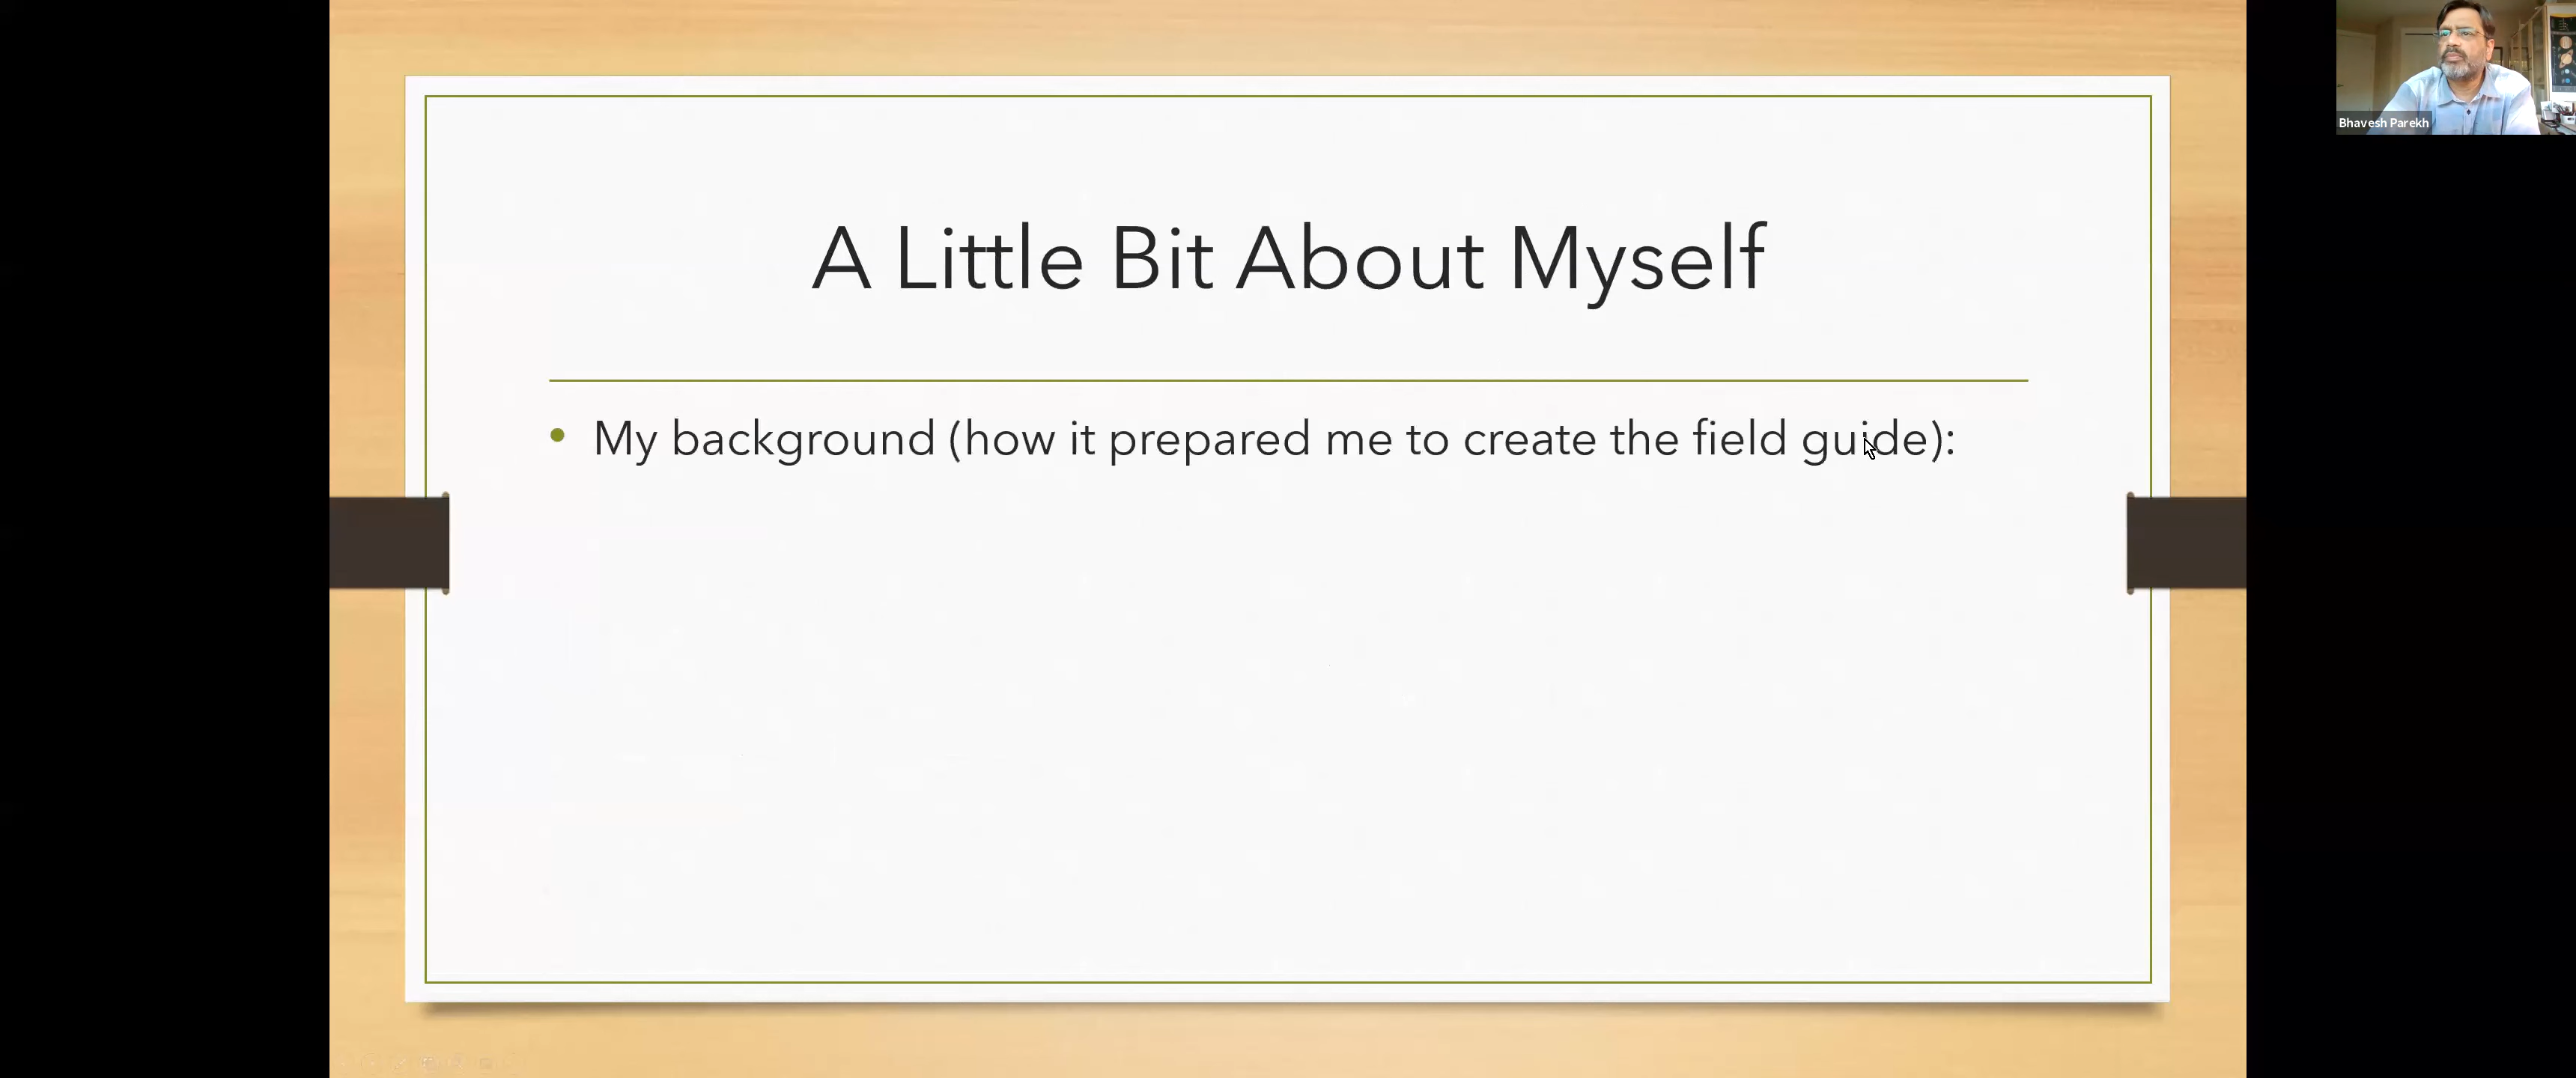 A Little Bit About Myself
My background (how it prepared me to create the field guide):
Bhavesh Parekh